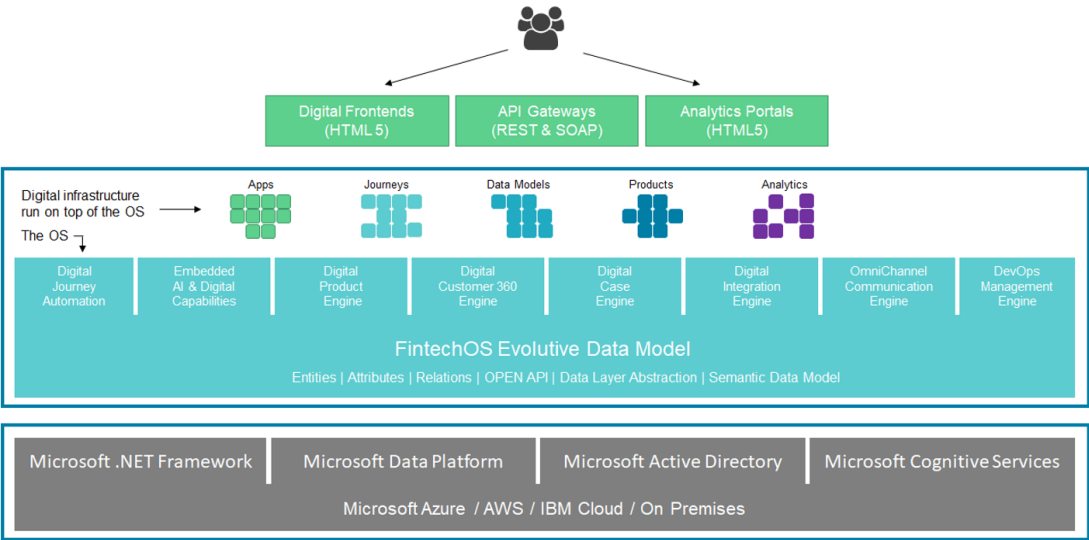 Digital Frontends
(HTML5)
API Gateways
(REST & SOAP)
Analytics Portals
(HTML5)
Digital infrastructure
run on top of the OS
The OS
Apps
Journeys
Data Models
Products
Analytics
Digital
Journey
Automation
Embedded
AI & Digital
Capabilities
Digital
Product
Engine
Digital
Customer 360
Engine
Digital
Case
Engine
Digital
Integration
Engine
OmniChannel
Communication
Engine
DevOps
Management
Engine
FintechOS Evolutive Data Model
Entities | Attributes | Relations | OPEN API | Data Layer Abstraction | Semantic Data Model
Microsoft .NET Framework
Microsoft Data Platform
Microsoft Active Directory
Microsoft Cognitive Services
Microsoft Azure / AWS / IBM Cloud / On Premises